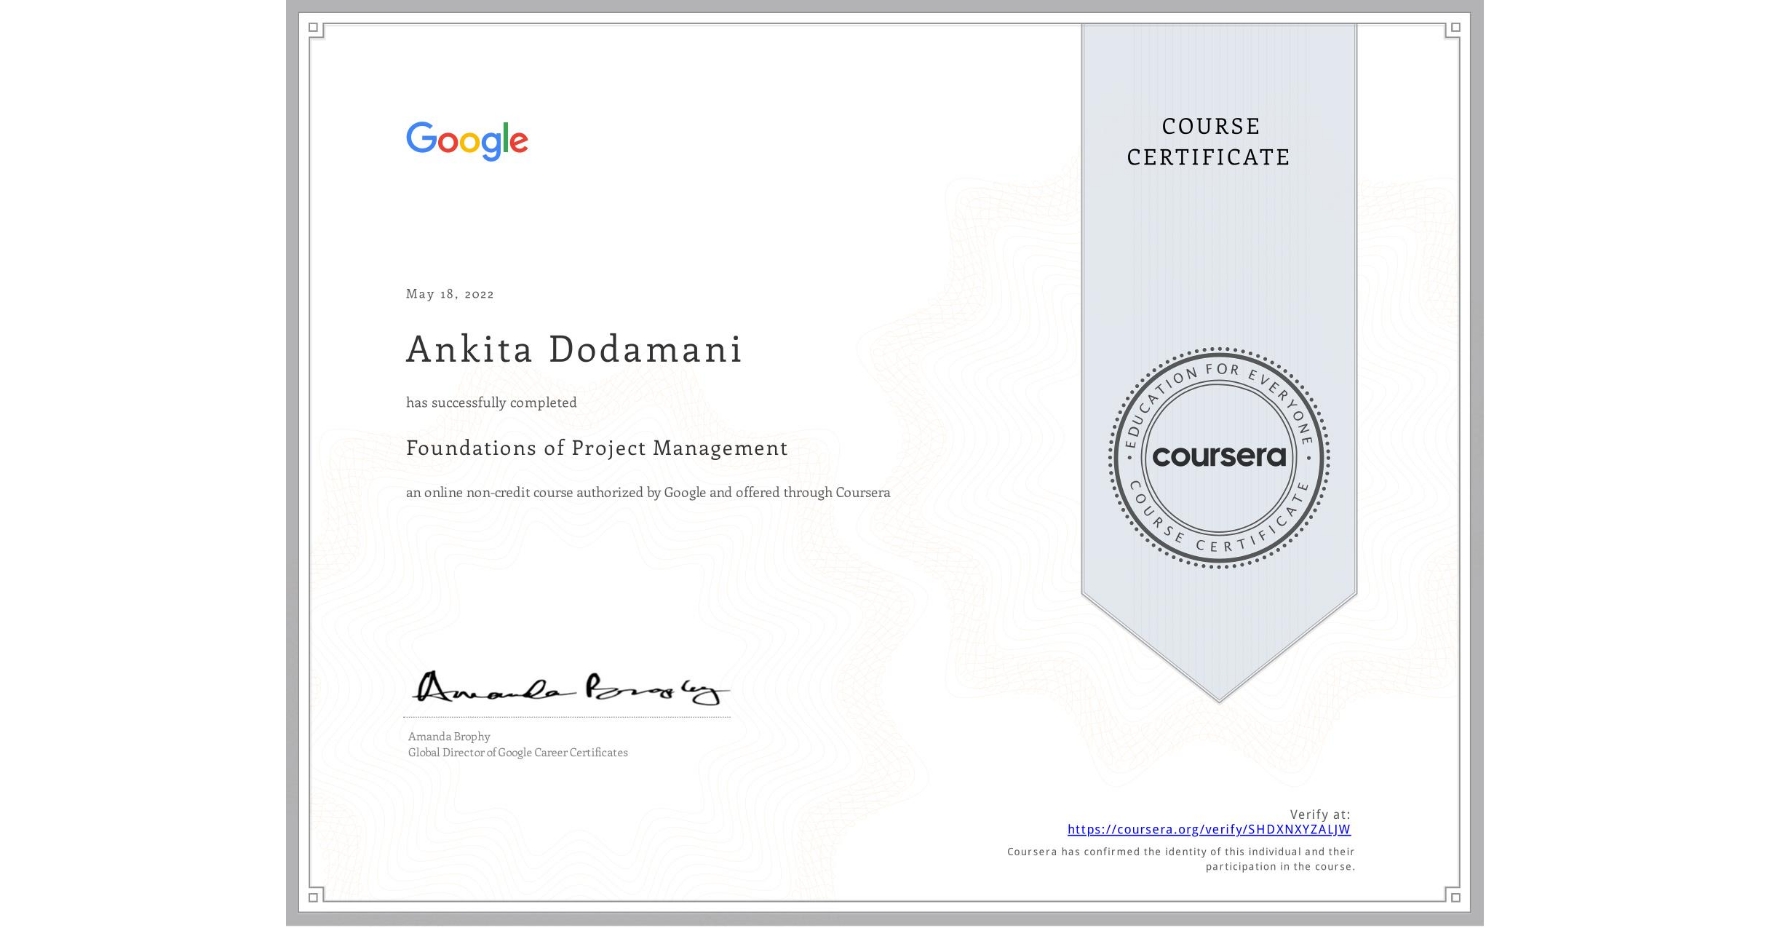 Google
COURSE
CERTIFICATE
May 18, 2022
Ankita Dodamani
has successfully completed
Foundations of Project Management
an online non-credit course authorized by Google and offered through Coursera
EDUCATION FOR EVERYONE
coursera
COURSE CERTIFICATE
Amanda Brophy
Amanda Brophy
Global Director of Google Career Certificates
Verify at:
https://coursera.org/verify/SHDXNXYZALJW
Coursera has confirmed the identity of this individual and their
participation in the course.